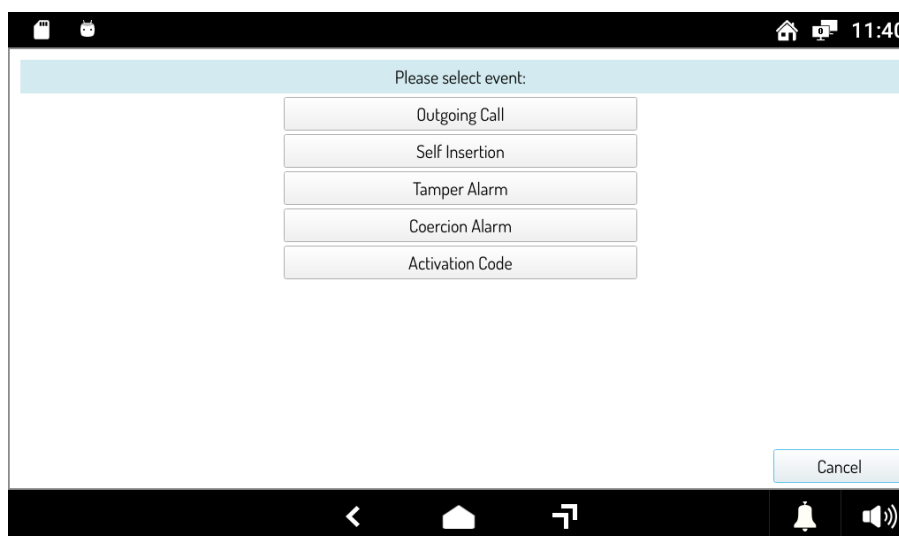 11:40
Please select event:
Outgoing Call
Self Insertion
Tamper Alarm
Coercion Alarm
Activation Code
Cancel